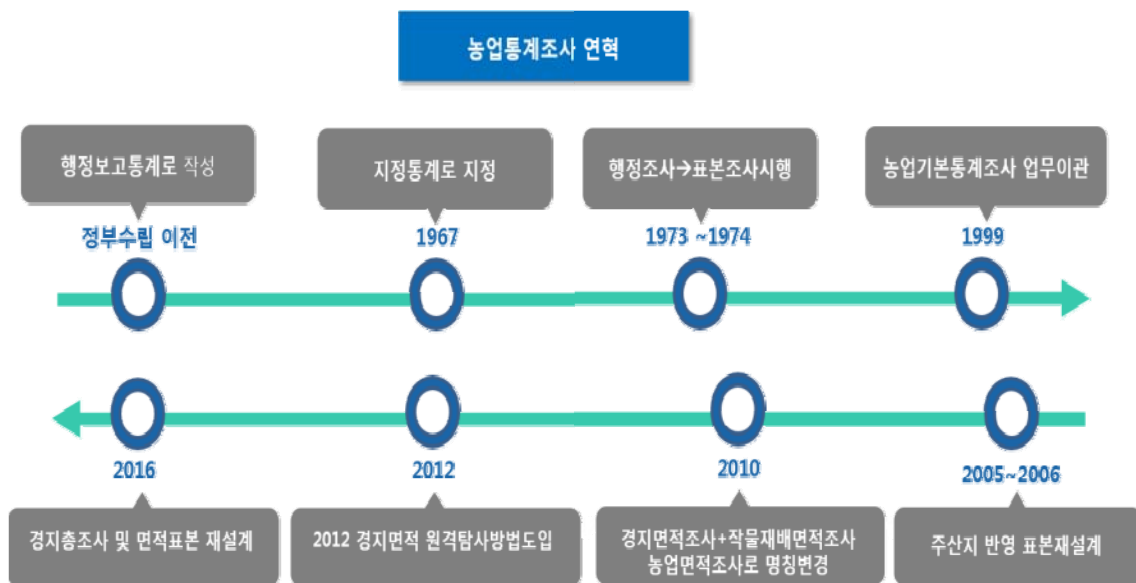 농업통계조사 연혁
행정보고통계로 작성
지정통계로 지정
행정조사→표본조사시행
농업기본통계조사 업무이관
정부수립 이전
1967
1973 ~1974
1999
2016
2012
2010
2005~2006
경지총조사 및 면적표본 재설계
2012 경지면적 원격탐사방법도입
경지면적조사+작물재배면적조사
농업면적조사로 명칭변경
주산지 반영 표본재설계